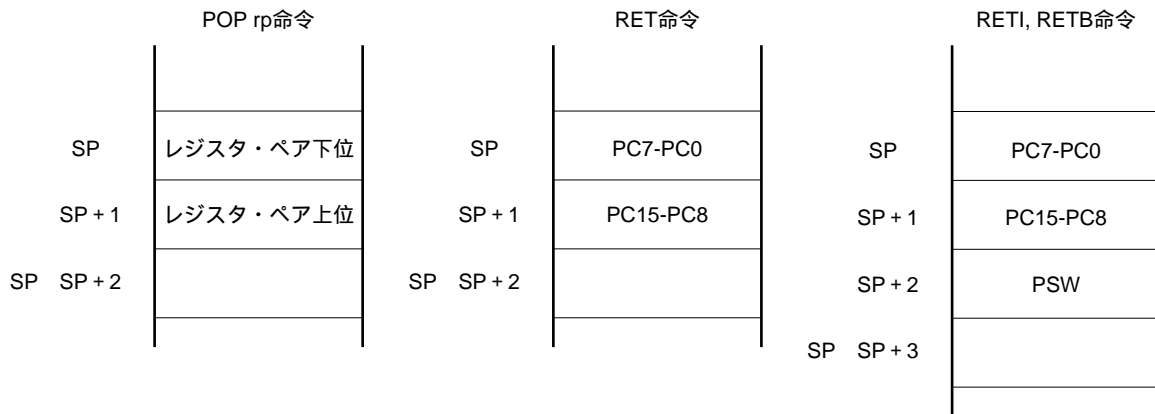 POP rp命令
SP レジスタ・ペア下位
SP + 1 レジスタ・ペア上位
SP SP + 2
RET命令
SP PC7-PC0
SP + 1 PC15-PC8
SP SP + 2
RETI, RETB命令
SP PC7-PC0
SP + 1 PC15-PC8
SP + 2 PSW
SP SP + 3